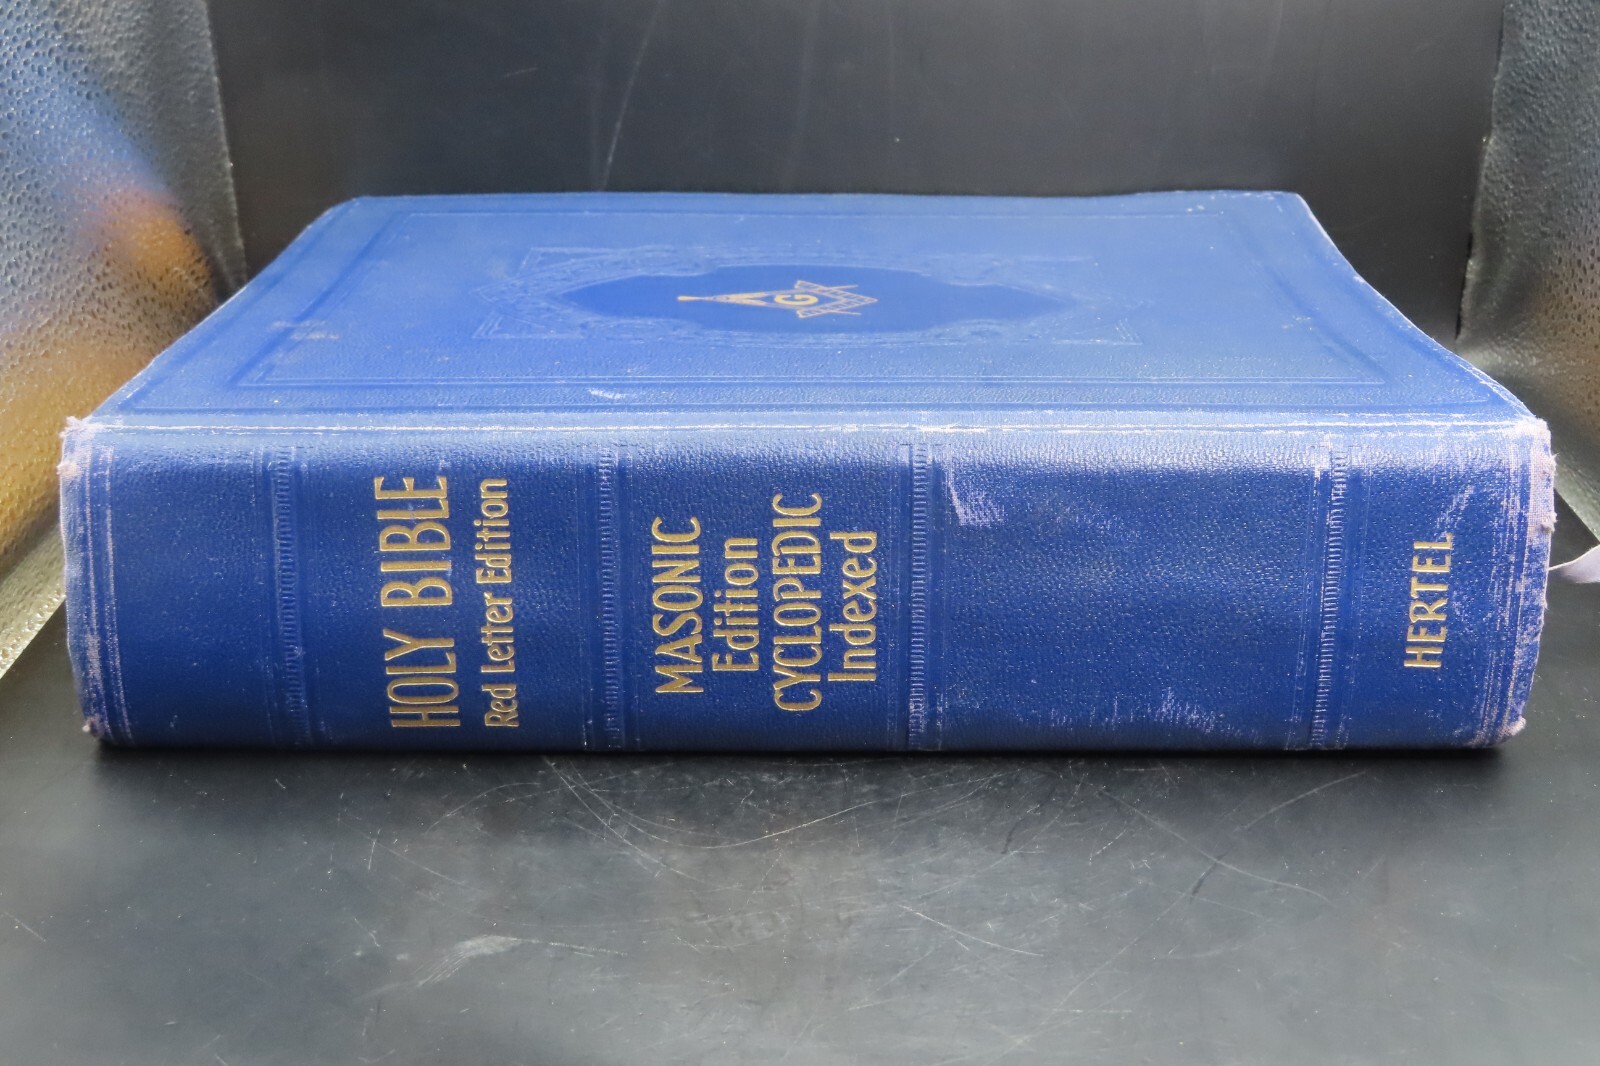 HOLY BIBLE
Red Letter Edition
MASONIC
Edition
CYCLOPEDIC
Indexed
HERTEL
G